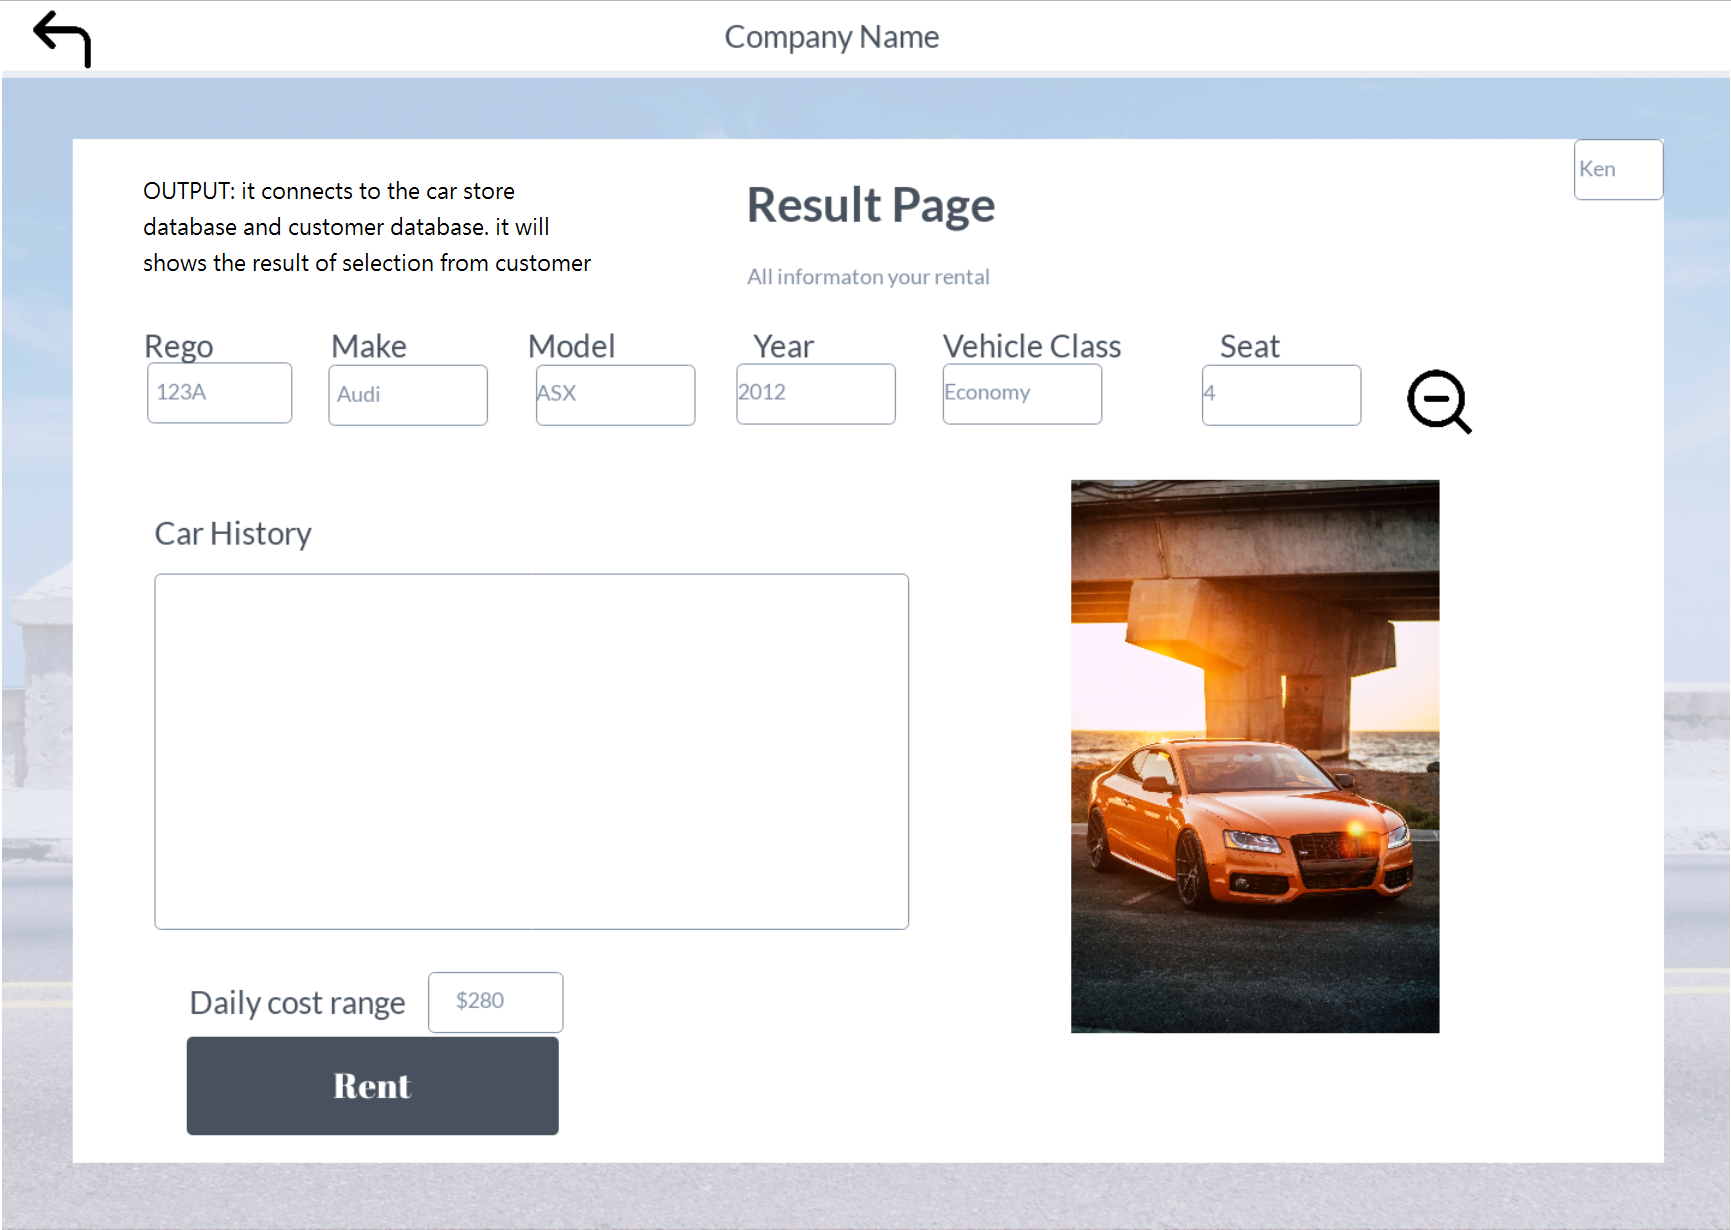 Company Name
Ken
OUTPUT: it connects to the car store
database and customer database. it will
shows the result of selection from customer
Result Page
All informaton your rental
Rego Make Model Year Vehicle Class Seat
123A Audi ASX 2012 Economy 4
Car History
Daily cost range $280
Rent